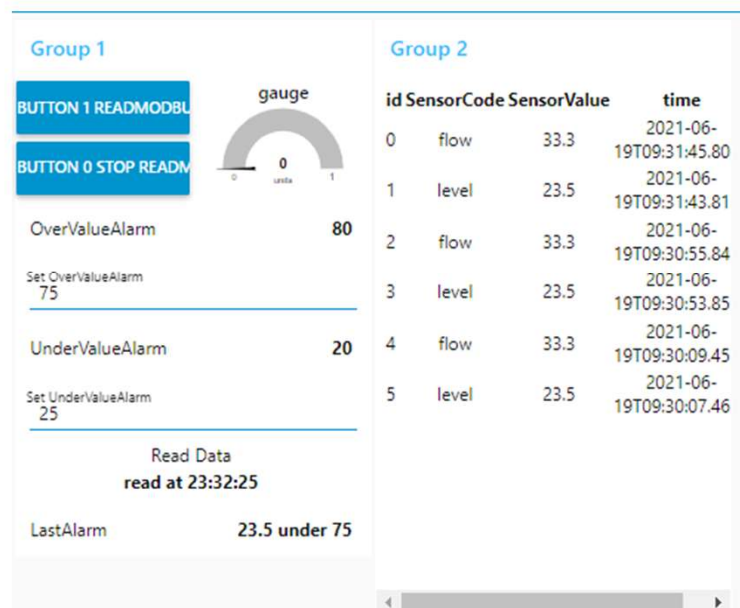 Group 1
BUTTON 1 READMODBU
BUTTON 0 STOP READM
gauge
0
units
0
1
OverValueAlarm 80
Set OverValueAlarm
75
UnderValueAlarm 20
Set UnderValueAlarm
25
Read Data
read at 23:32:25
LastAlarm 23.5 under 75
Group 2
id SensorCode SensorValue time
0 flow 33.3 2021-06-
19T09:31:45.80
1 level 23.5 2021-06-
19T09:31:43.81
2 flow 33.3 2021-06-
19T09:30:55.84
3 level 23.5 2021-06-
19T09:30:53.85
4 flow 33.3 2021-06-
19T09:30:09.45
5 level 23.5 2021-06-
19T09:30:07.46